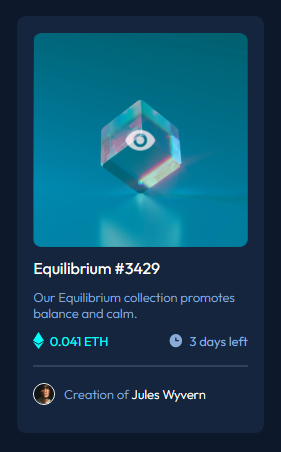 Equilibrium #3429
Our Equilibrium collection promotes
balance and calm.
0.041 ETH
3 days left
Creation of Jules Wyvern